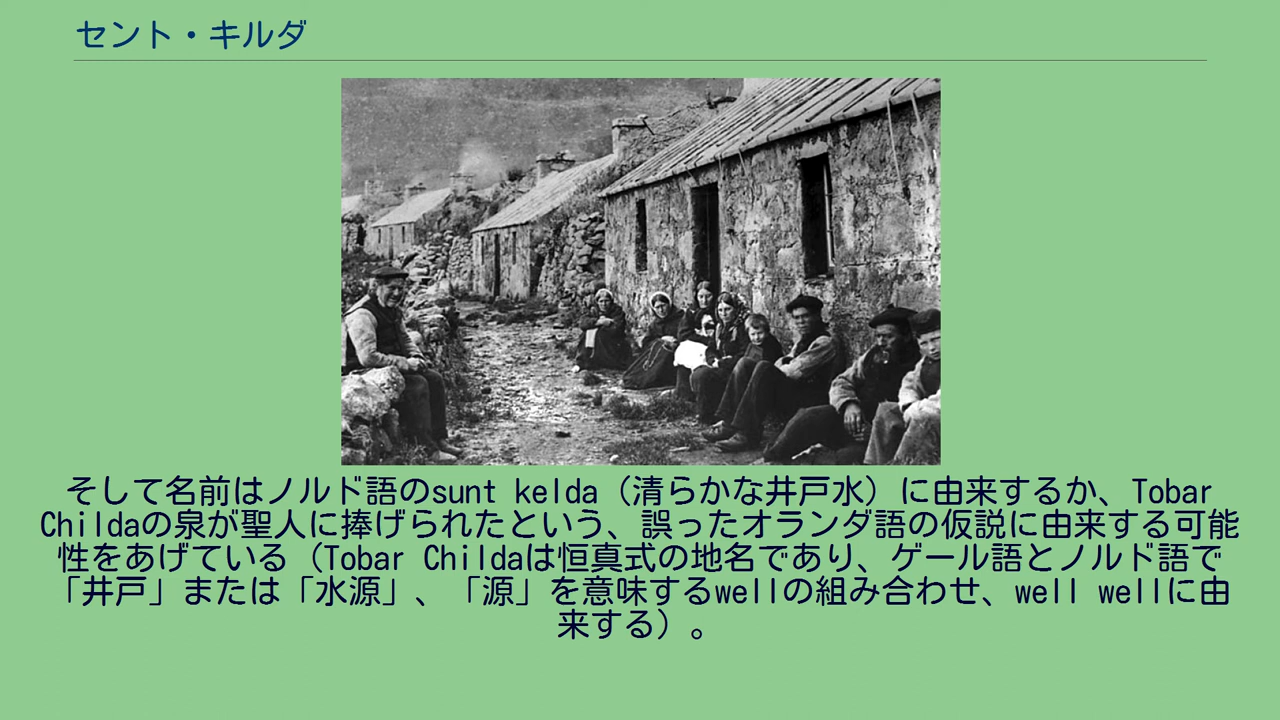 セント・キルダ
そして名前はノルド語のsunt kelda（清らかな井戸水）に由来するか、Tobar
Childaの泉が聖人に捧げられたという、誤ったオランダ語の仮説に由来する可能
性をあげている（Tobar Childaは恒真式の地名であり、ゲール語とノルド語で
「井戸」または「水源」、「源」を意味するwellの組み合わせ、well wellに由
来する）。